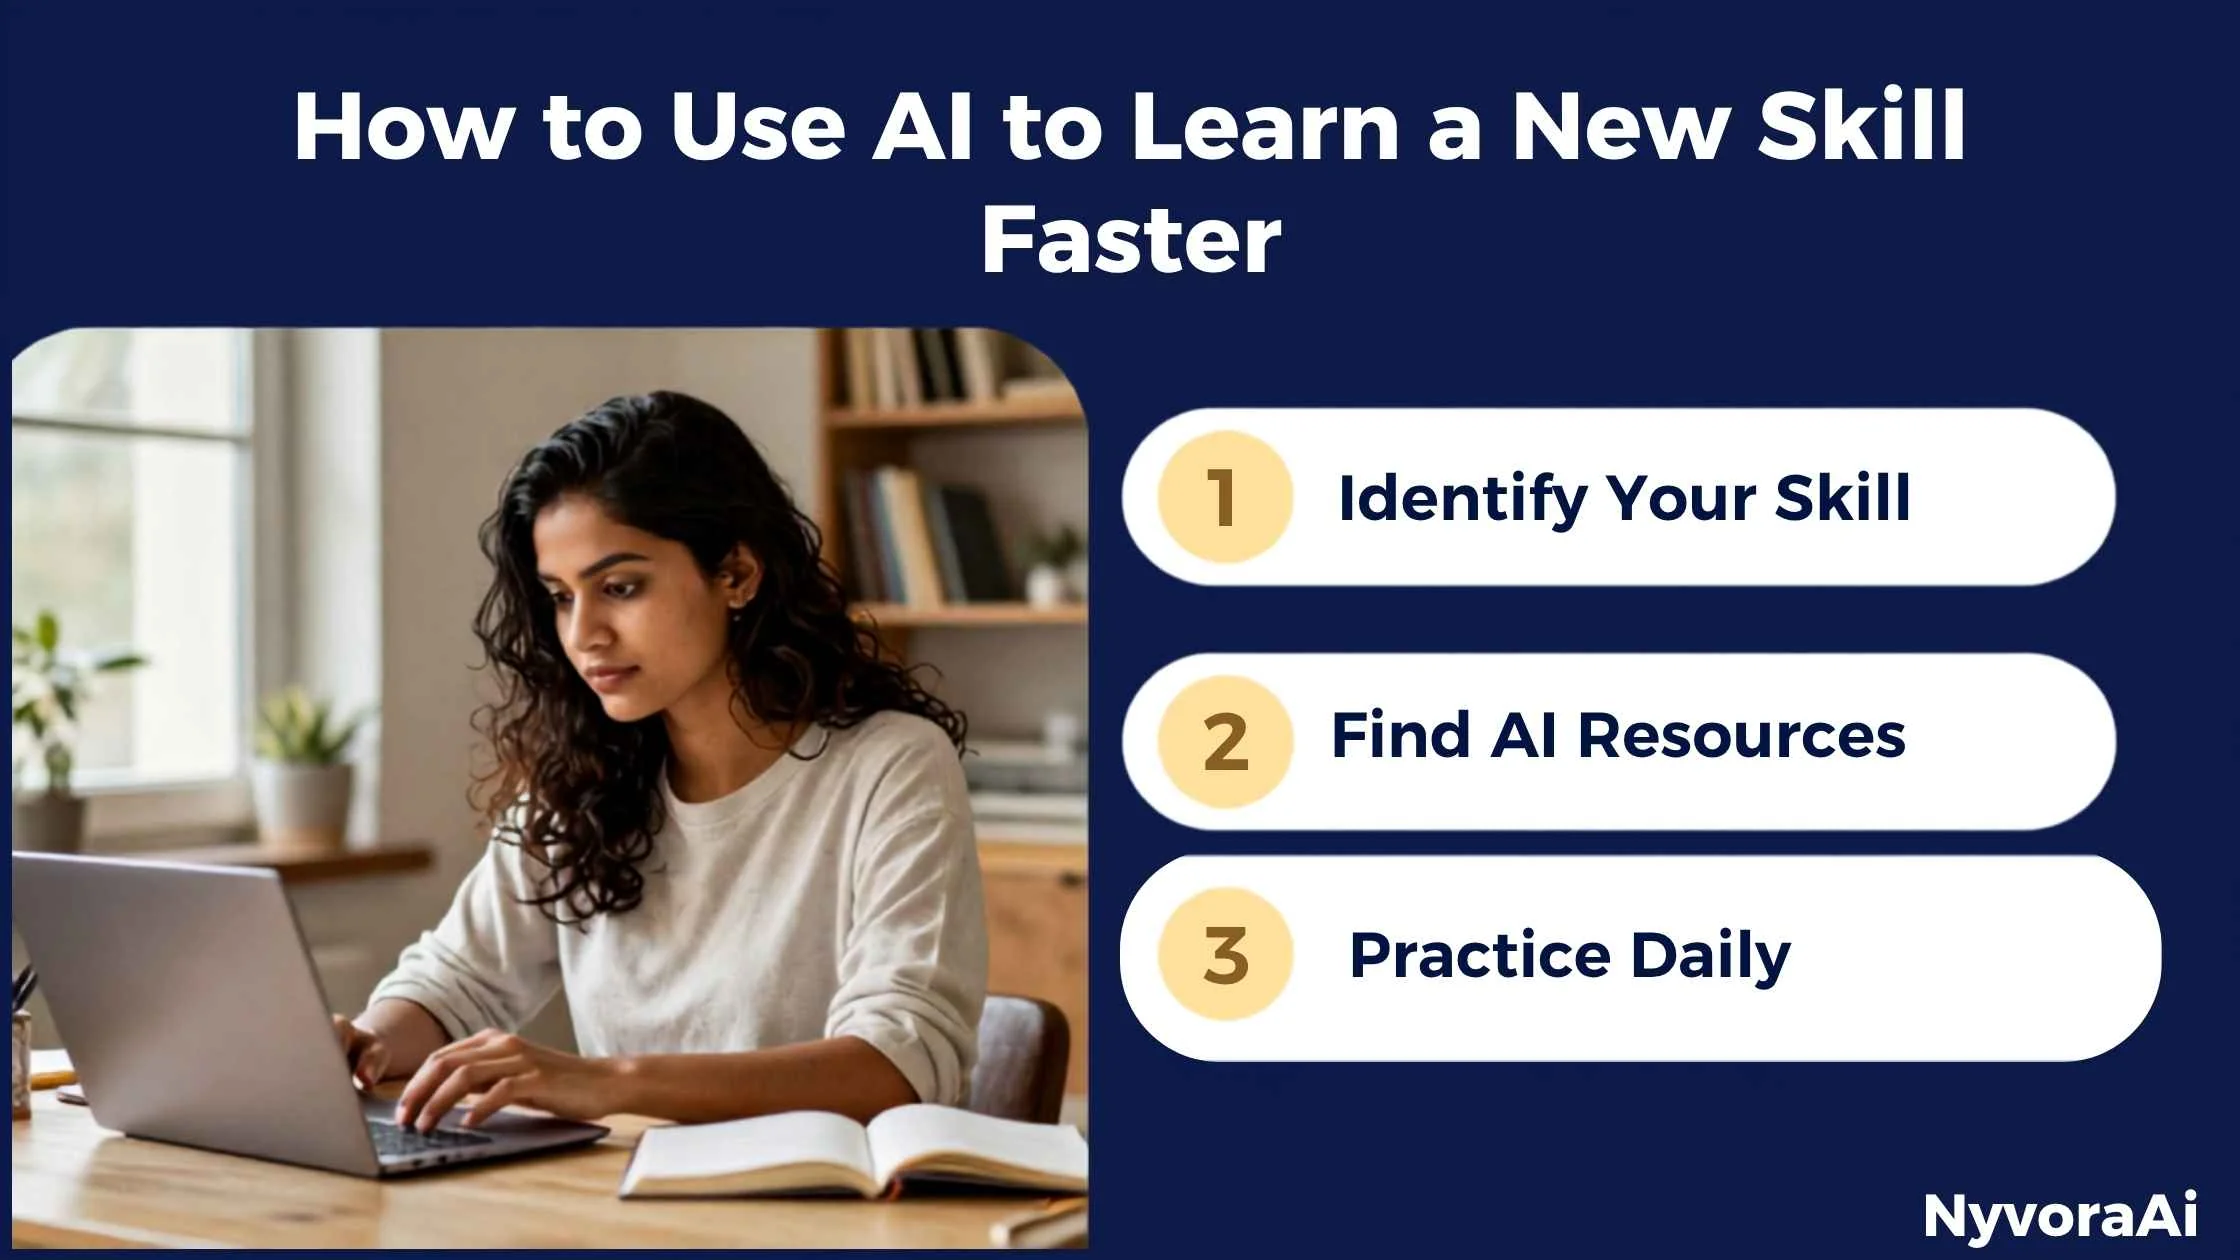 How to Use AI to Learn a New Skill
Faster
1 Identify Your Skill
2 Find AI Resources
3 Practice Daily
NyvoraAi